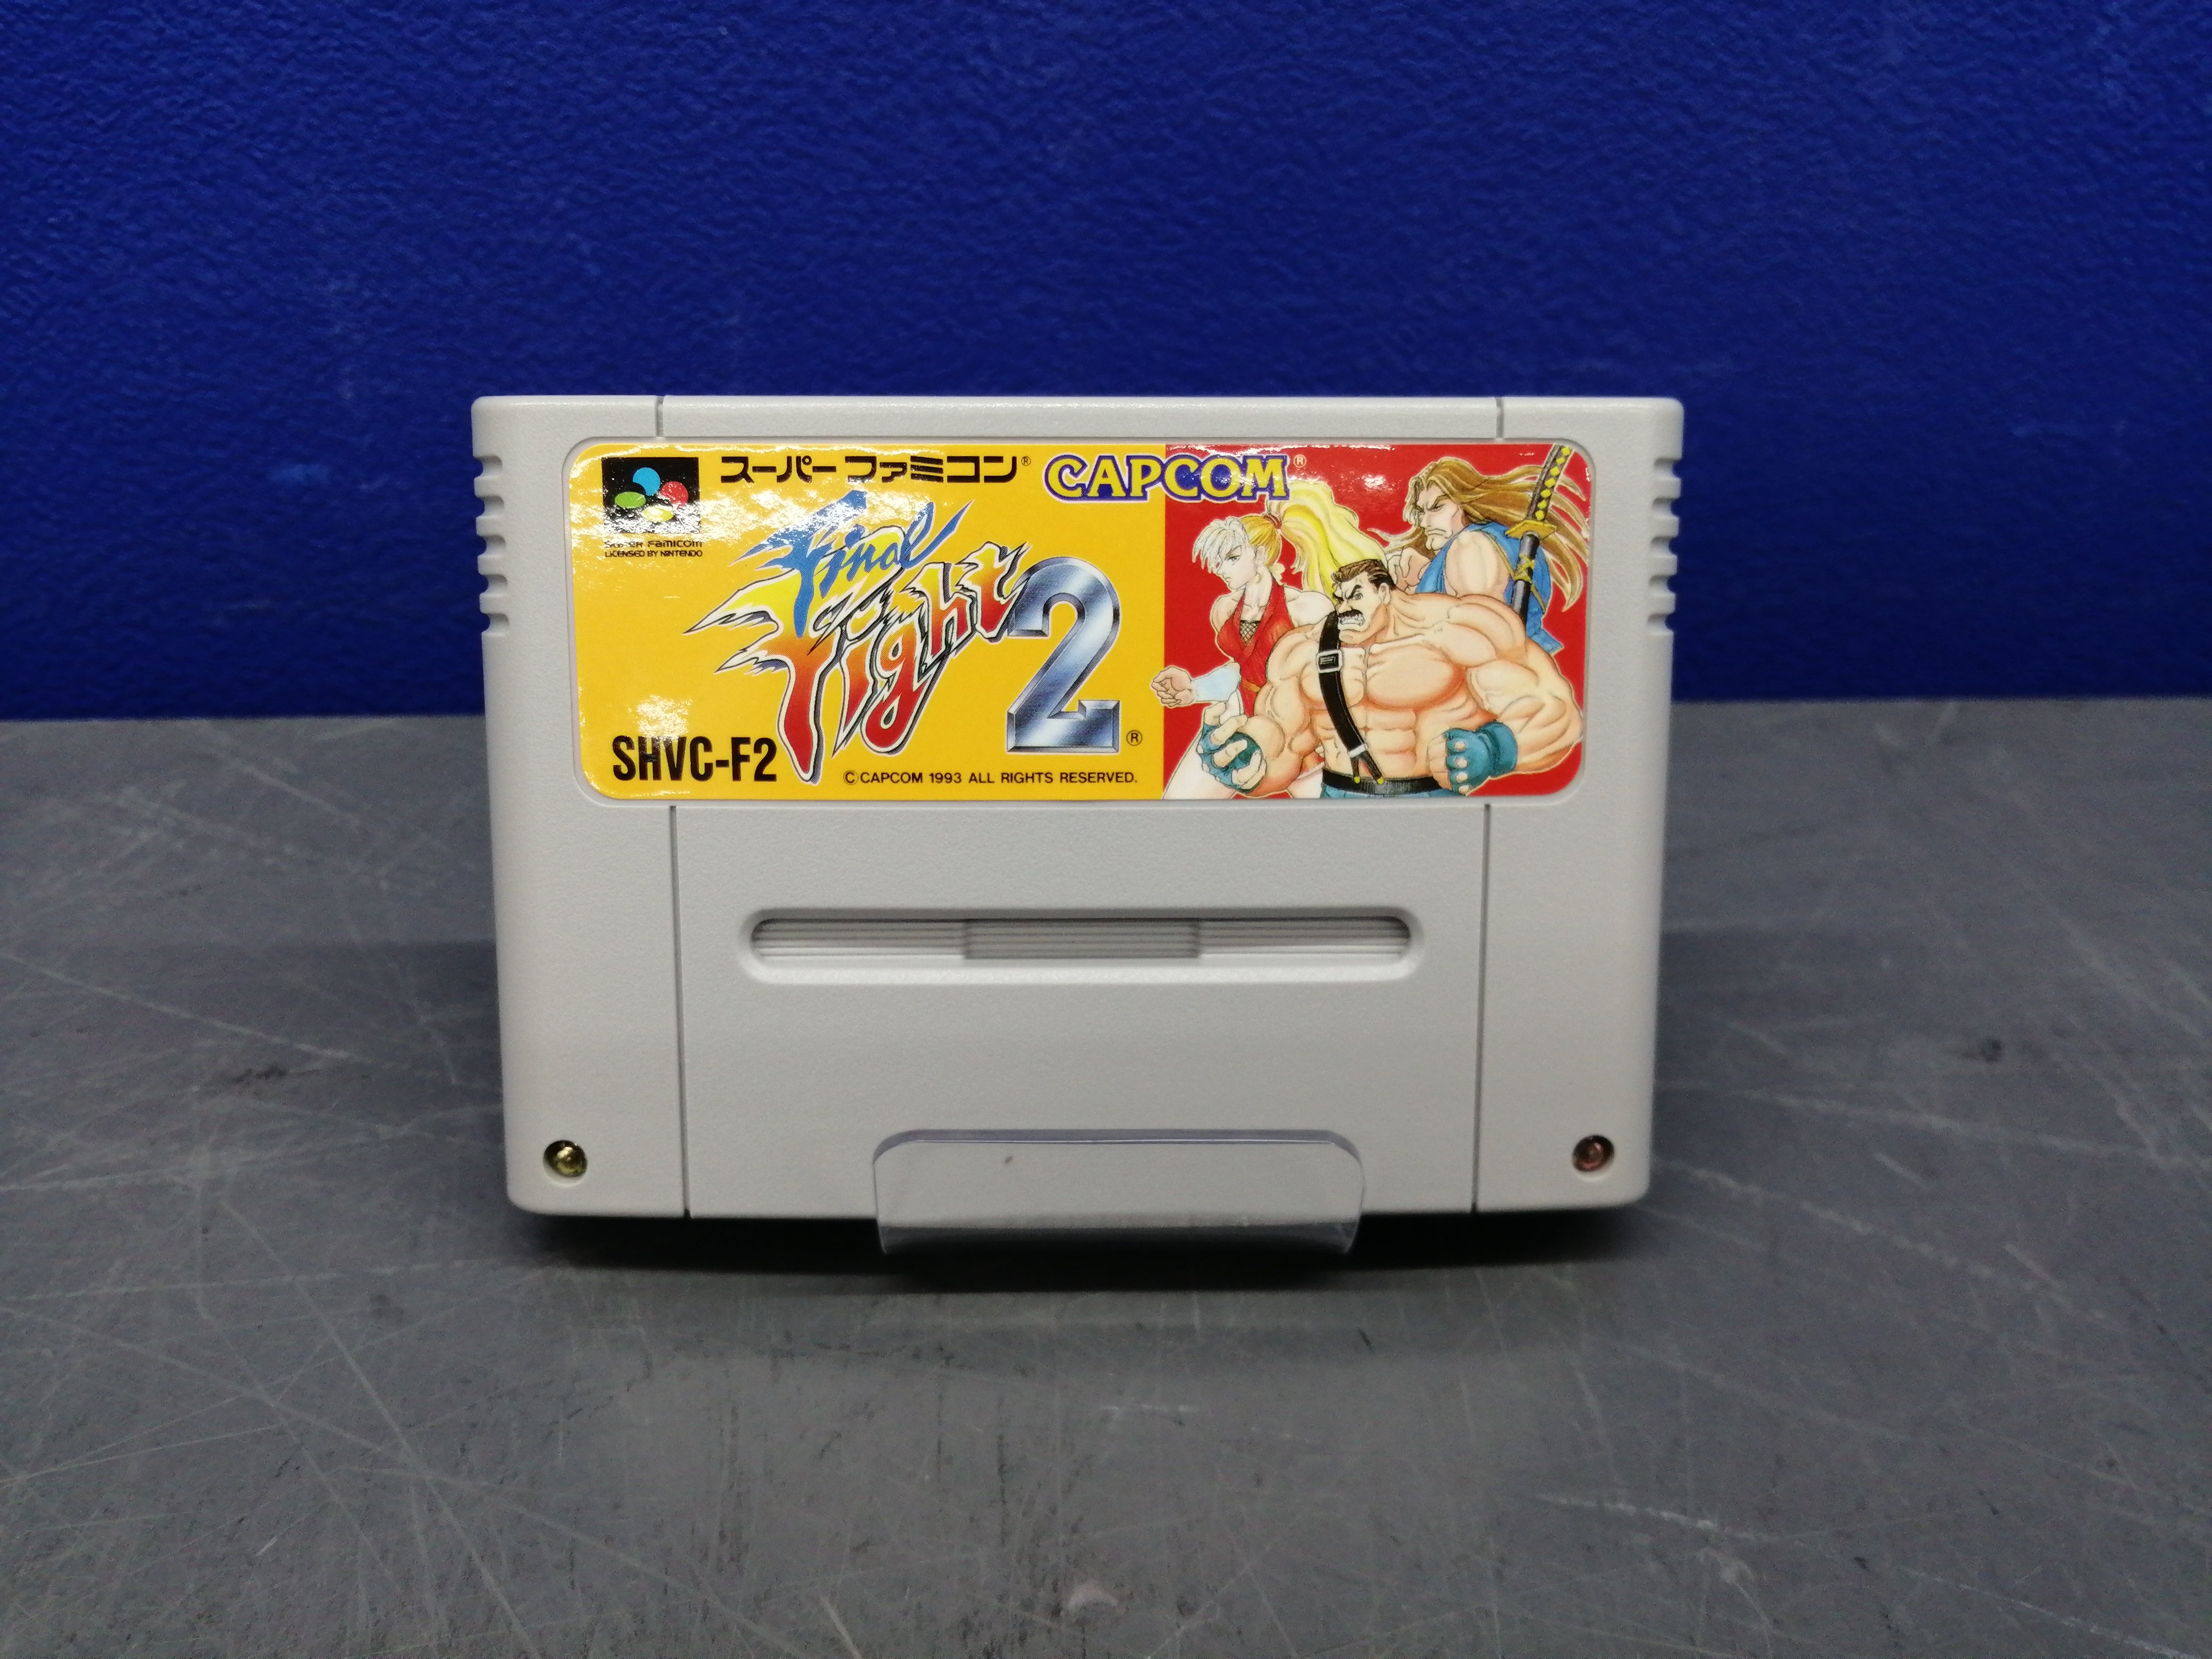 スーパーファミコン®
CAPCOM®
SUPER FAMICOM
LICENSED BY NINTENDO
Final
Fight 2®
SHVC-F2
© CAPCOM 1993 ALL RIGHTS RESERVED.